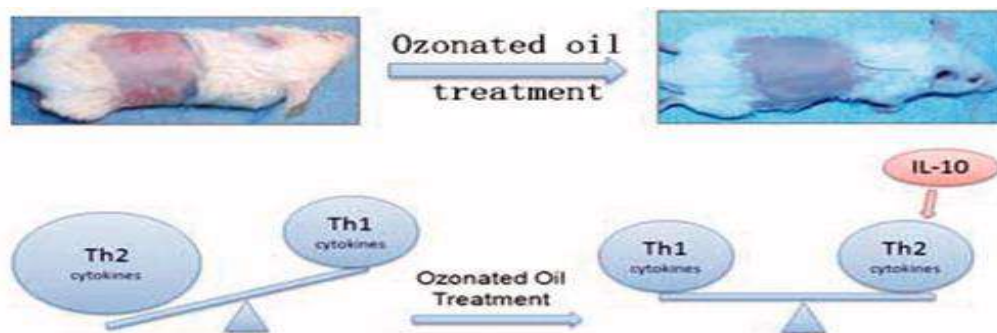 Ozonated oil
treatment
IL-10
Th2
cytokines
Th1
cytokines
Ozonated Oil
Treatment
Th1
cytokines
Th2
cytokines